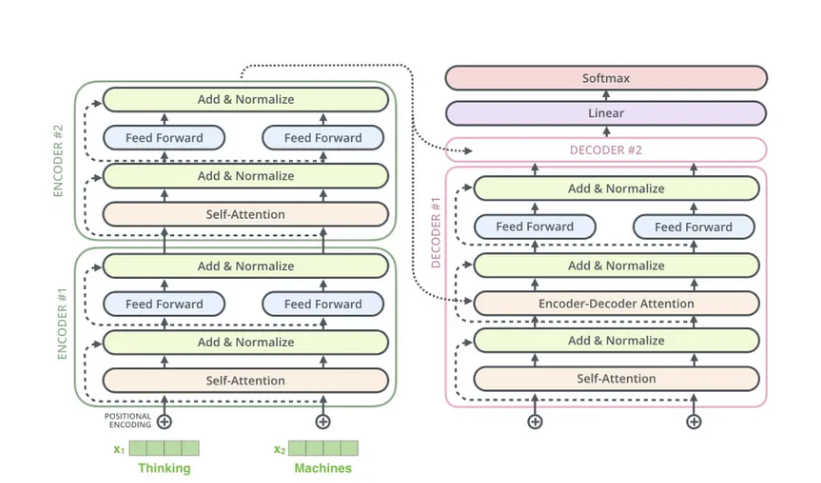 ENCODER #2
Add & Normalize
Feed Forward
Feed Forward
Add & Normalize
Self-Attention
ENCODER #1
Add & Normalize
Feed Forward
Feed Forward
Add & Normalize
Self-Attention
POSITIONAL
ENCODING
x1
x2
Thinking
Machines
Softmax
Linear
DECODER #2
DECODER #1
Add & Normalize
Feed Forward
Feed Forward
Add & Normalize
Encoder-Decoder Attention
Add & Normalize
Self-Attention